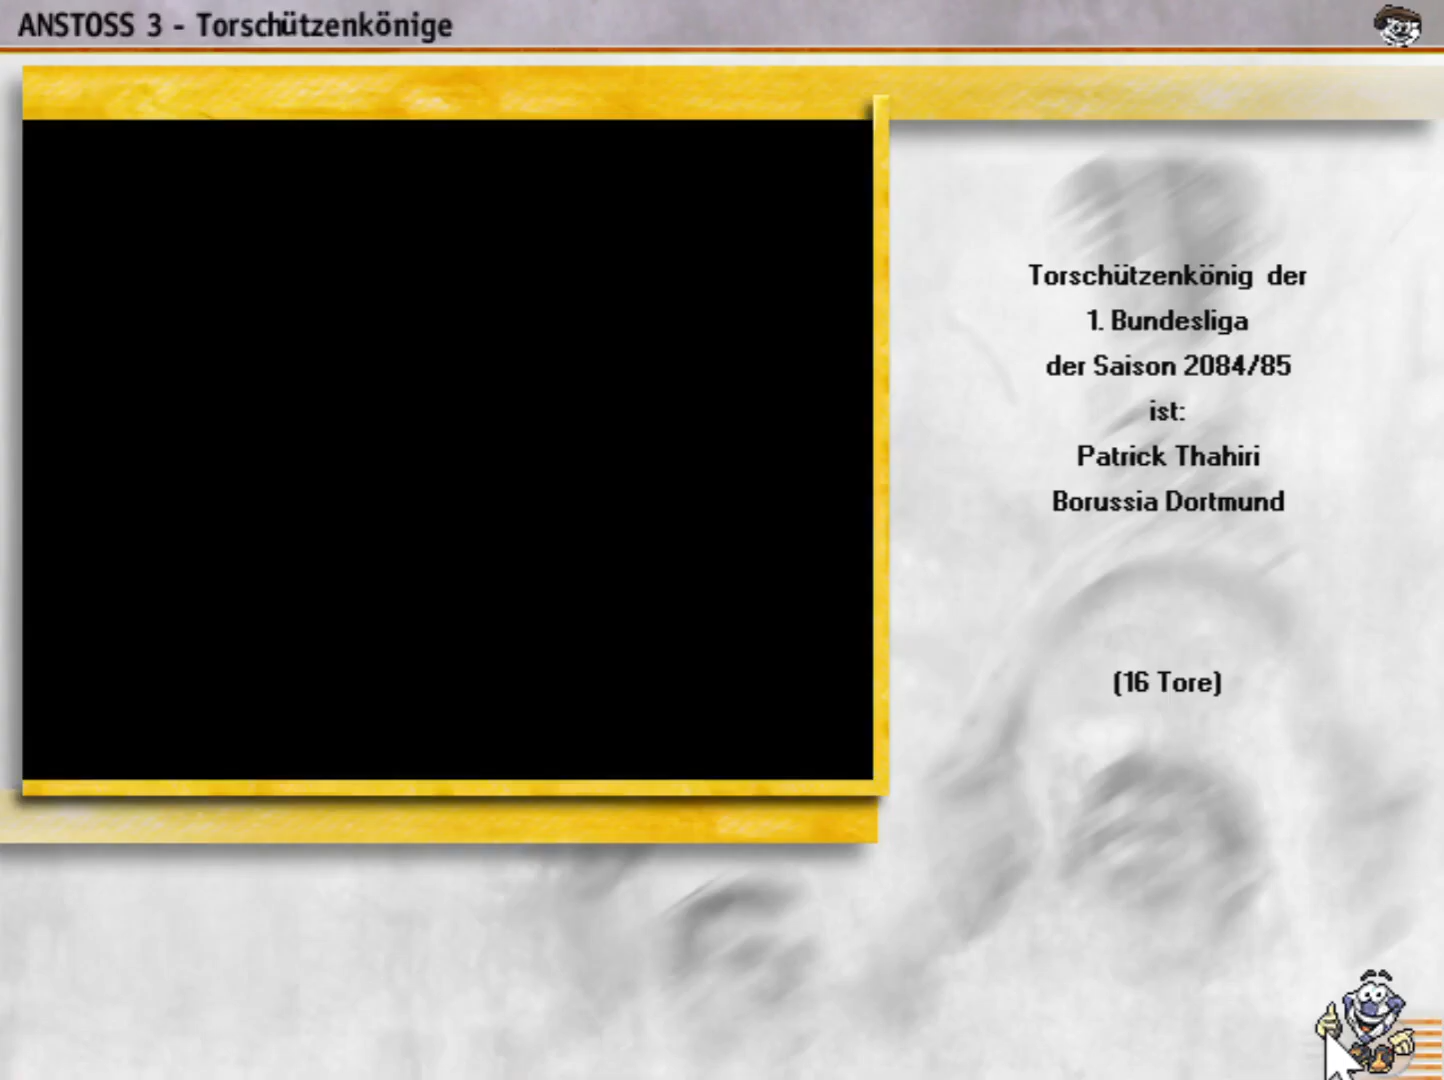 ANSTOSS 3 - Torschützenkönige
Torschützenkönig der
1. Bundesliga
der Saison 2084/85
ist:
Patrick Thahiri
Borussia Dortmund
(16 Tore)